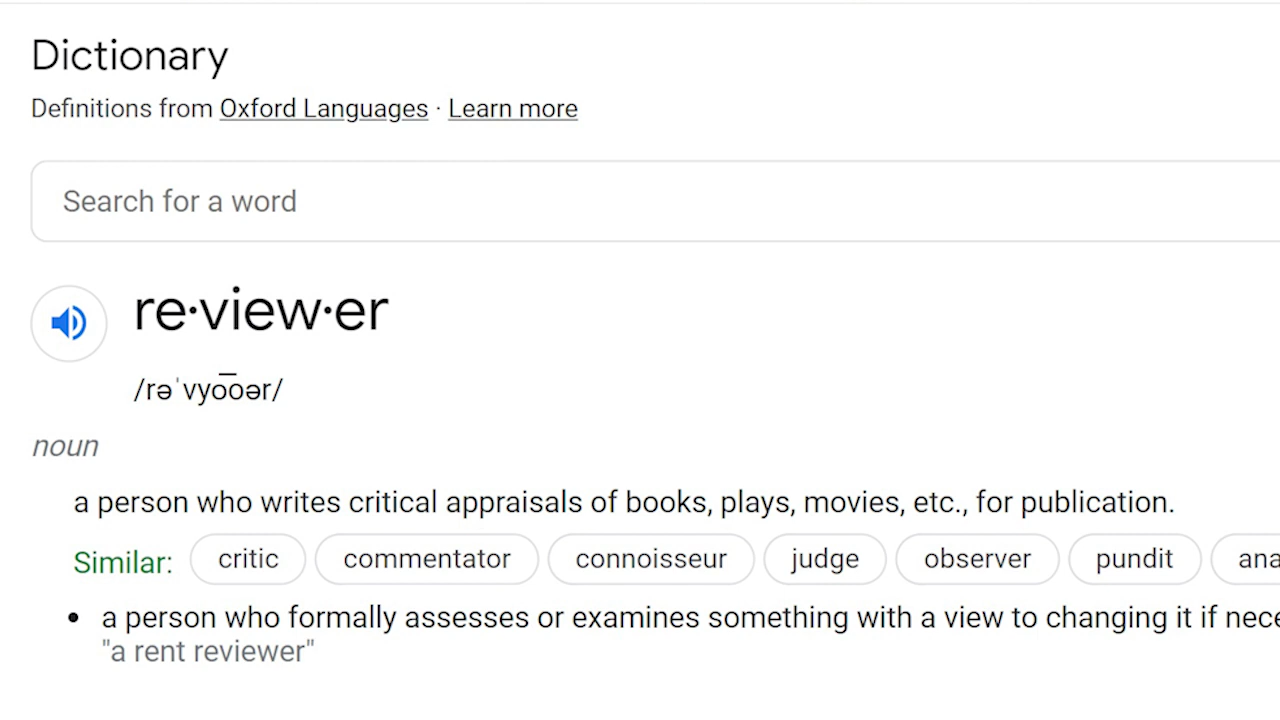 Dictionary
Definitions from Oxford Languages · Learn more
Search for a word
re·view·er
/rəˈvyo͞oər/
noun
a person who writes critical appraisals of books, plays, movies, etc., for publication.
Similar: critic commentator connoisseur judge observer pundit ana
a person who formally assesses or examines something with a view to changing it if nece
"a rent reviewer"